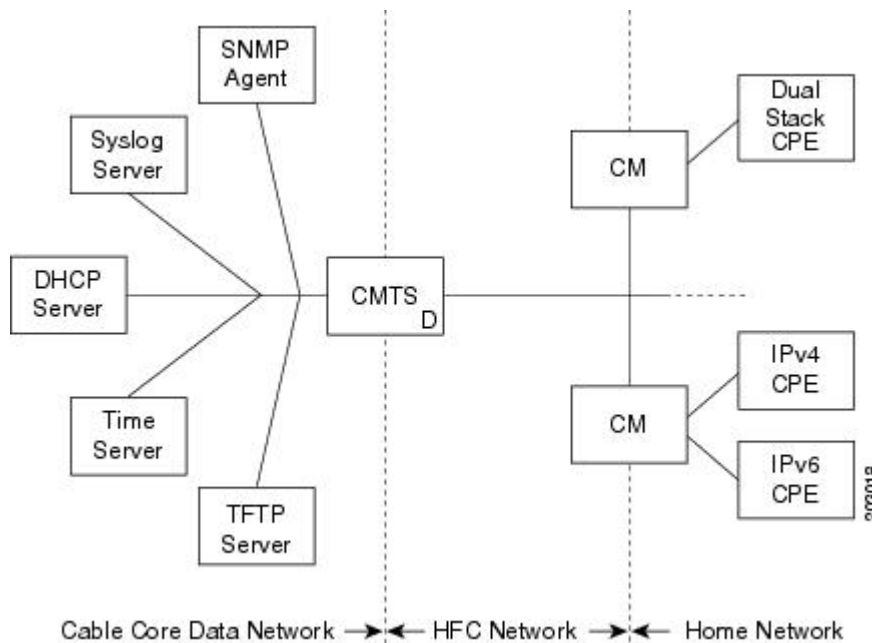 SNMP
Agent
Syslog
Server
DHCP
Server
Time
Server
TFTP
Server
CMTS
D
CM
CM
Dual
Stack
CPE
IPv4
CPE
IPv6
CPE
Cable Core Data Network
HFC Network
Home Network